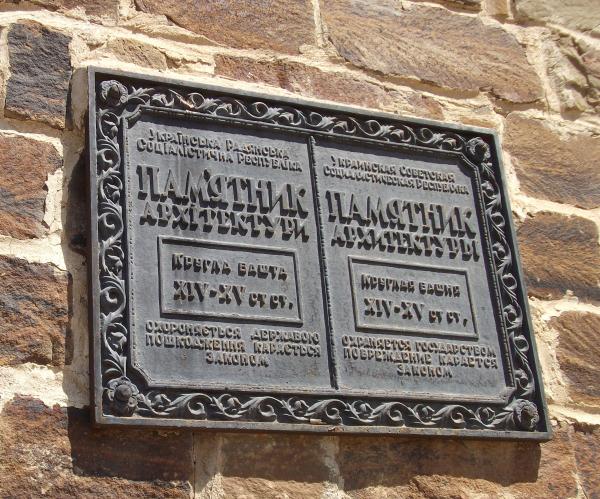 Українська Радянська
Соціалістична Республіка
ПАМ'ЯТНИК
АРХІТЕКТУРИ
КРУГЛА БАШТА
XIV-XV СТ СТ.
ОХОРОНЯЄТЬСЯ ДЕРЖАВОЮ
ПОШКОДЖЕННЯ КАРАЄТЬСЯ
ЗАКОНОМ.
Украинская Советская
Социалистическая Республика
ПАМЯТНИК
АРХИТЕКТУРЫ
КРУГЛАЯ БАШНЯ
XIV-XV СТ СТ.
ОХРАНЯЕТСЯ ГОСУДАРСТВОМ
ПОВРЕЖДЕНИЕ КАРАЕТСЯ
ЗАКОНОМ.